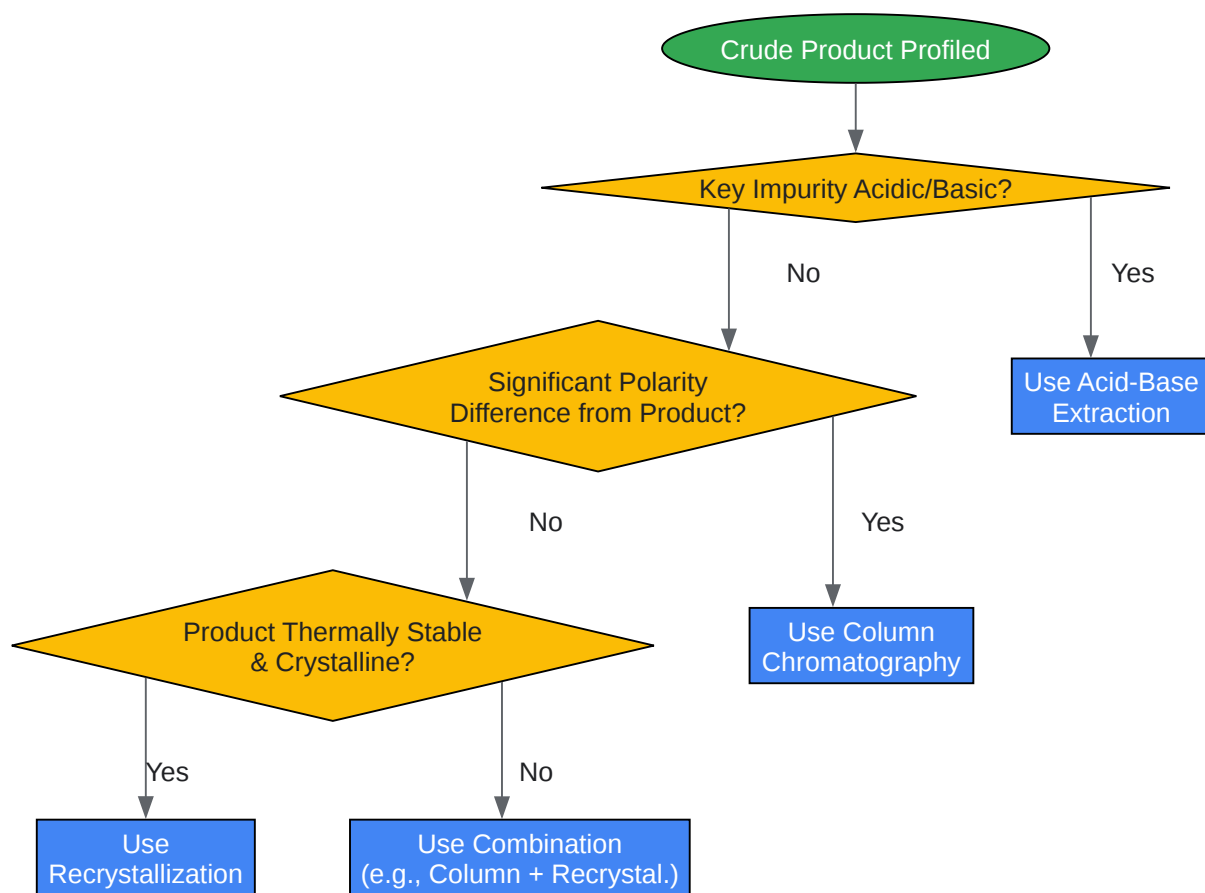 Crude Product Profiled
Key Impurity Acidic/Basic?
No
Yes
Significant Polarity
Difference from Product?
Use Acid-Base
Extraction
No
Yes
Product Thermally Stable
& Crystalline?
Use Column
Chromatography
Yes
No
Use
Recrystallization
Use Combination
(e.g., Column + Recrystal.)